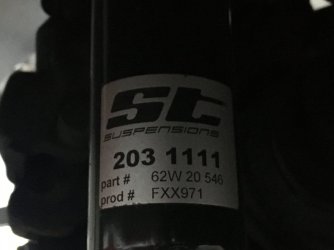 st
SUSPENSIONS
203 1111
part # 62W 20 546
prod # FXX971